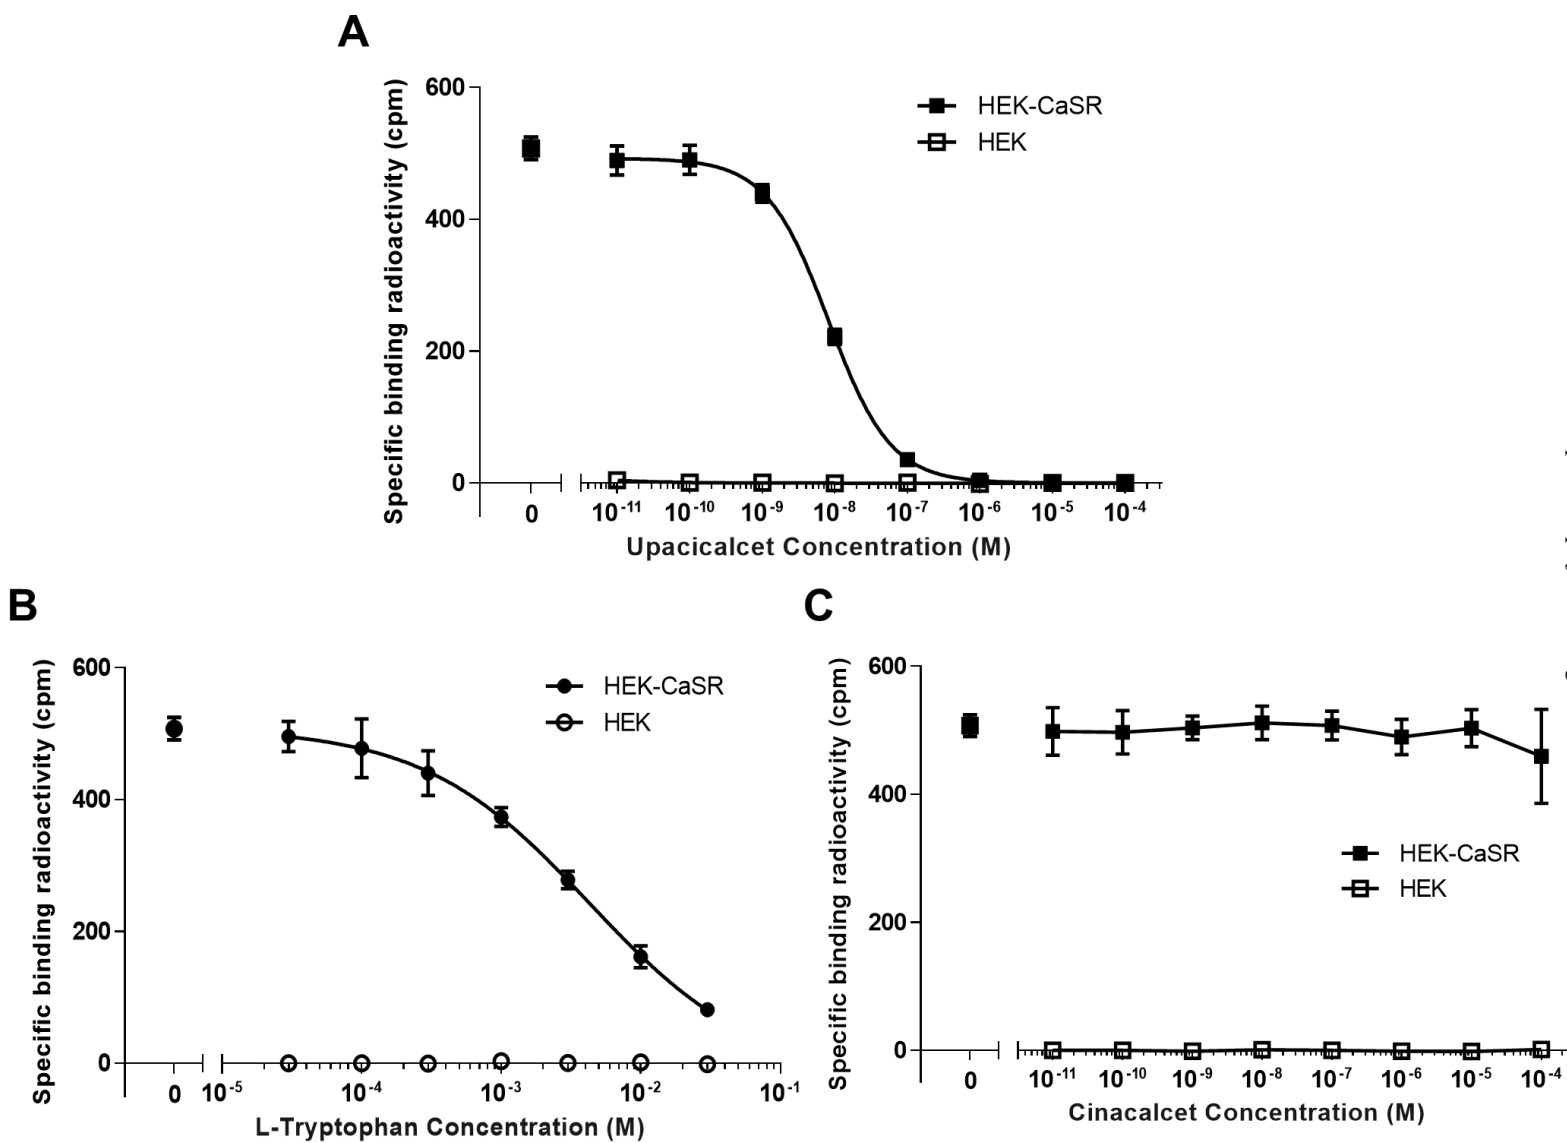 A
Specific binding radioactivity (cpm)
600
400
200
0
HEK-CaSR
HEK
0 10-11 10-10 10-9 10-8 10-7 10-6 10-5 10-4
Upacicalcet Concentration (M)
B
Specific binding radioactivity (cpm)
600
400
200
0
HEK-CaSR
HEK
0 10-5 10-4 10-3 10-2 10-1
L-Tryptophan Concentration (M)
C
Specific binding radioactivity (cpm)
600
400
200
0
HEK-CaSR
HEK
0 10-11 10-10 10-9 10-8 10-7 10-6 10-5 10-4
Cinacalcet Concentration (M)